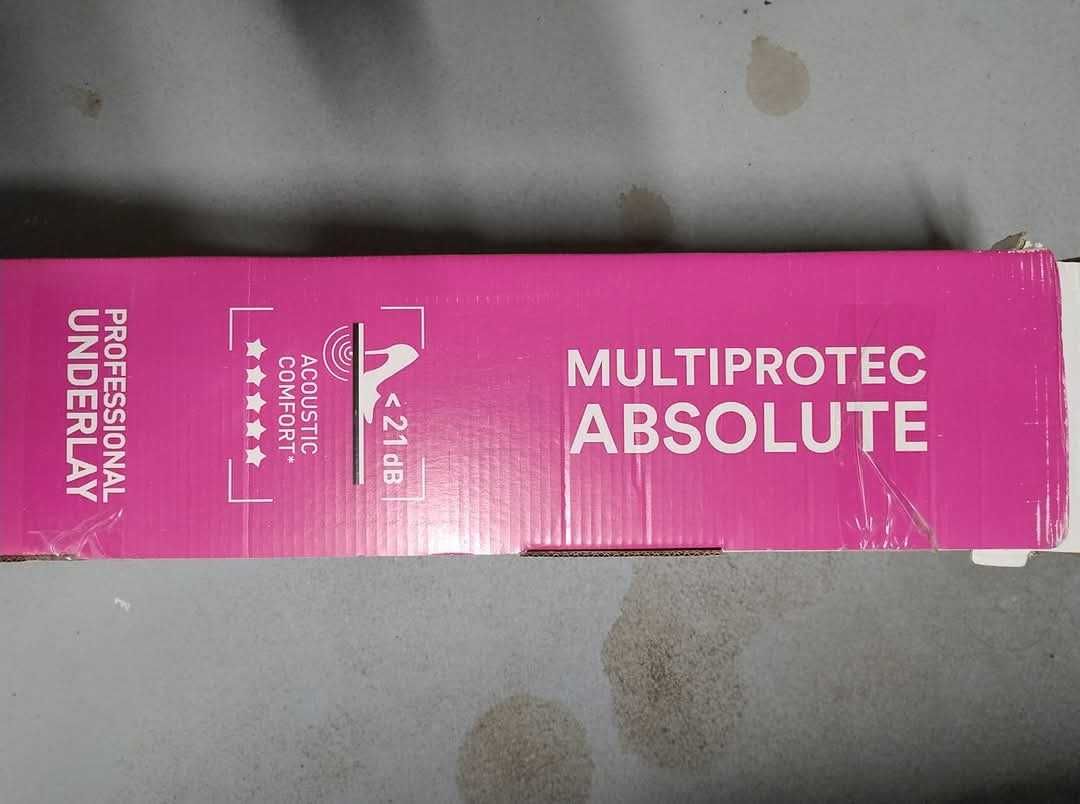 MULTIPROTEC
ABSOLUTE
< 21 dB
ACOUSTIC
COMFORT*
PROFESSIONAL
UNDERLAY